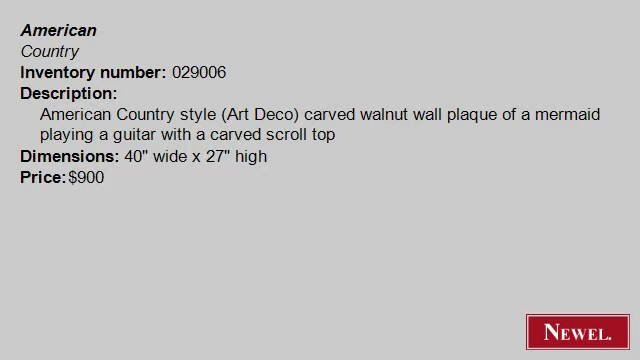 American
Country
Inventory number: 029006
Description:
American Country style (Art Deco) carved walnut wall plaque of a mermaid
playing a guitar with a carved scroll top
Dimensions: 40" wide x 27" high
Price:$900
NEWEL.